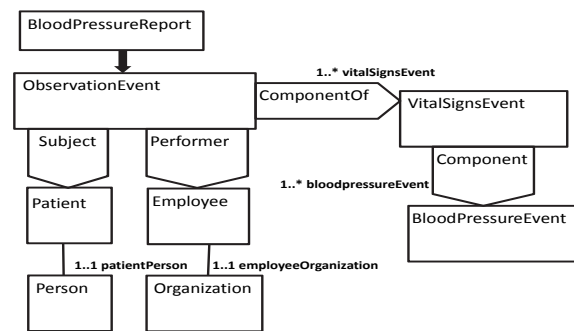 BloodPressureReport
1..* vitalSignsEvent
ObservationEvent
ComponentOf
VitalSignsEvent
Subject
Performer
Component
1..* bloodpressureEvent
Patient
Employee
BloodPressureEvent
1..1 patientPerson
1..1 employeeOrganization
Person
Organization